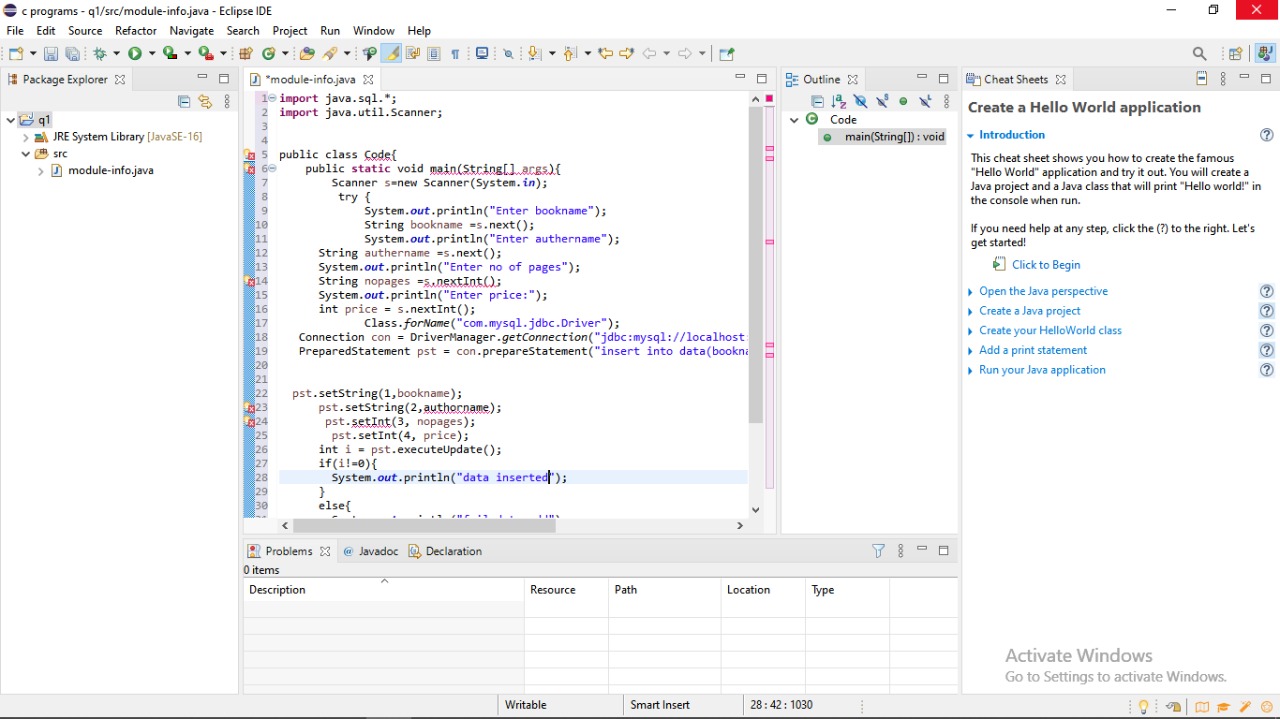 c programs - q1/src/module-info.java - Eclipse IDE
File Edit Source Refactor Navigate Search Project Run Window Help
Package Explorer
q1
JRE System Library [JavaSE-16]
src
module-info.java
*module-info.java
1 import java.sql.*;
2 import java.util.Scanner;
3
4
5 public class Code{
6 public static void main(String[] args){
7 Scanner s=new Scanner(System.in);
8 try {
9 System.out.println("Enter bookname");
10 String bookname =s.next();
11 System.out.println("Enter authername");
12 String authername =s.next();
13 System.out.println("Enter no of pages");
14 String nopages =s.nextInt();
15 System.out.println("Enter price:");
16 int price = s.nextInt();
17 Class.forName("com.mysql.jdbc.Driver");
18 Connection con = DriverManager.getConnection("jdbc:mysql://localhost:
19 PreparedStatement pst = con.prepareStatement("insert into data(bookna
20
21
22 pst.setString(1,bookname);
23 pst.setString(2,authorname);
24 pst.setInt(3, nopages);
25 pst.setInt(4, price);
26 int i = pst.executeUpdate();
27 if(i!=0){
28 System.out.println("data inserted");
29 }
30 else{
Outline
Code
main(String[]) : void
Cheat Sheets
Create a Hello World application
Introduction
This cheat sheet shows you how to create the famous
"Hello World" application and try it out. You will create a
Java project and a Java class that will print "Hello world!" in
the console when run.
If you need help at any step, click the (?) to the right. Let's
get started!
Click to Begin
Open the Java perspective
Create a Java project
Create your HelloWorld class
Add a print statement
Run your Java application
Problems Javadoc Declaration
0 items
Description Resource Path Location Type
Activate Windows
Go to Settings to activate Windows.
Writable Smart Insert 28 : 42 : 1030